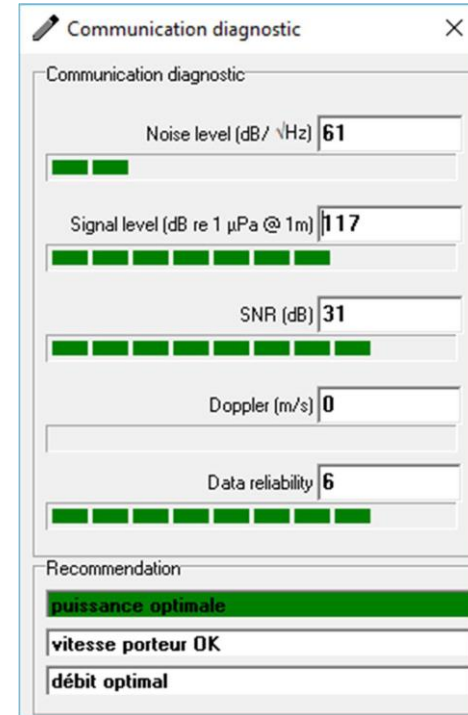 Communication diagnostic
Communication diagnostic
Noise level (dB/ √Hz) 61
Signal level (dB re 1 µPa @ 1m) 117
SNR (dB) 31
Doppler (m/s) 0
Data reliability 6
Recommendation
puissance optimale
vitesse porteur OK
débit optimal